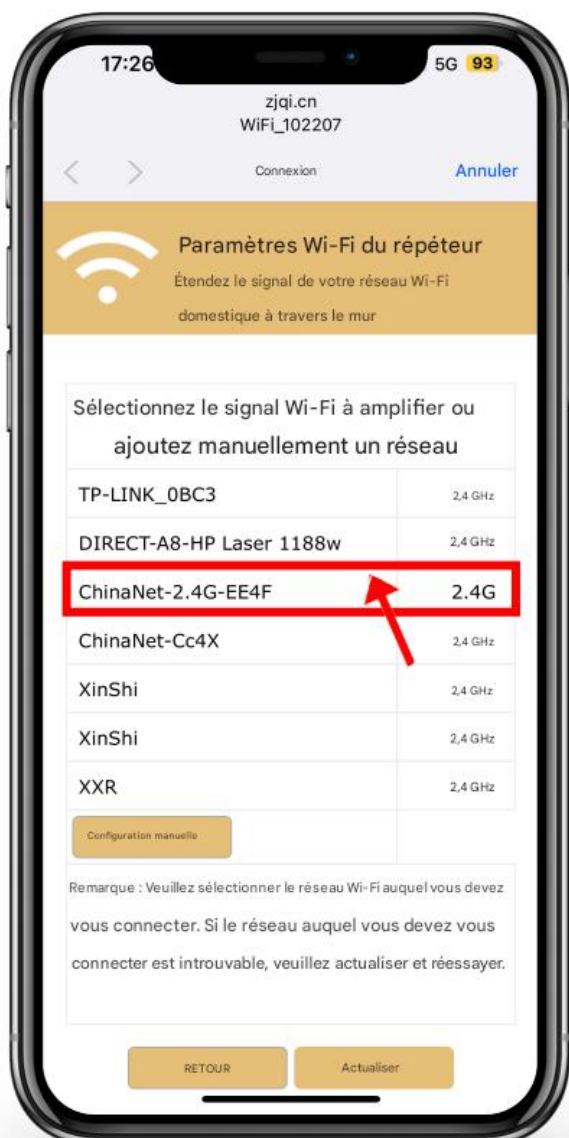 17:26
5G 93
zjqi.cn
WiFi_102207
Connexion
Annuler
Paramètres Wi-Fi du répéteur
Étendez le signal de votre réseau Wi-Fi
domestique à travers le mur
Sélectionnez le signal Wi-Fi à amplifier ou
ajoutez manuellement un réseau
TP-LINK_0BC3 2,4 GHz
DIRECT-A8-HP Laser 1188w 2,4 GHz
ChinaNet-2.4G-EE4F 2.4G
ChinaNet-Cc4X 2,4 GHz
XinShi 2,4 GHz
XinShi 2,4 GHz
XXR 2,4 GHz
Configuration manuelle
Remarque : Veuillez sélectionner le réseau Wi-Fi auquel vous devez
vous connecter. Si le réseau auquel vous devez vous
connecter est introuvable, veuillez actualiser et réessayer.
RETOUR
Actualiser